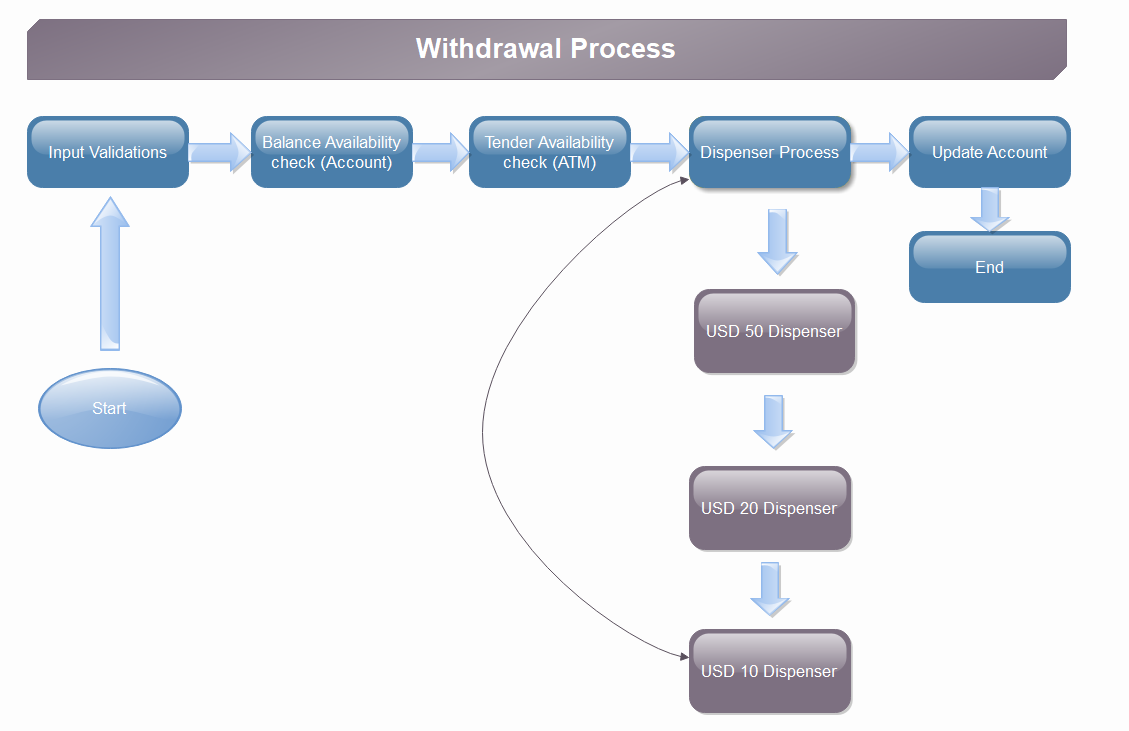 Withdrawal Process
Input Validations
Balance Availability
check (Account)
Tender Availability
check (ATM)
Dispenser Process
Update Account
End
USD 50 Dispenser
Start
USD 20 Dispenser
USD 10 Dispenser